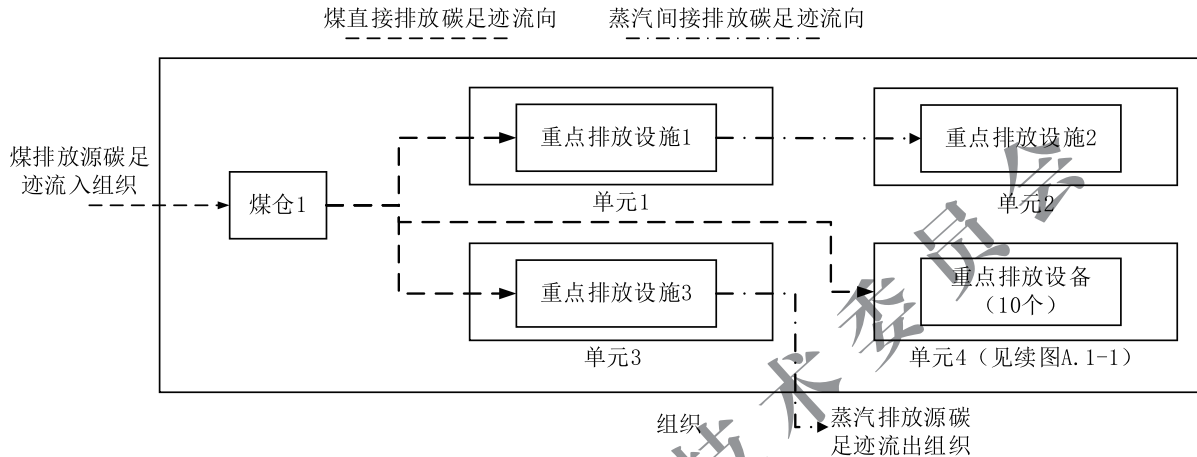 煤直接排放碳足迹流向
蒸汽间接排放碳足迹流向
煤排放源碳足
迹流入组织
煤仓1
重点排放设施1
单元1
重点排放设施2
单元2
重点排放设施3
单元3
重点排放设备
（10个）
单元4（见续图A.1-1）
组织
蒸汽排放源碳
足迹流出组织
技术委员会